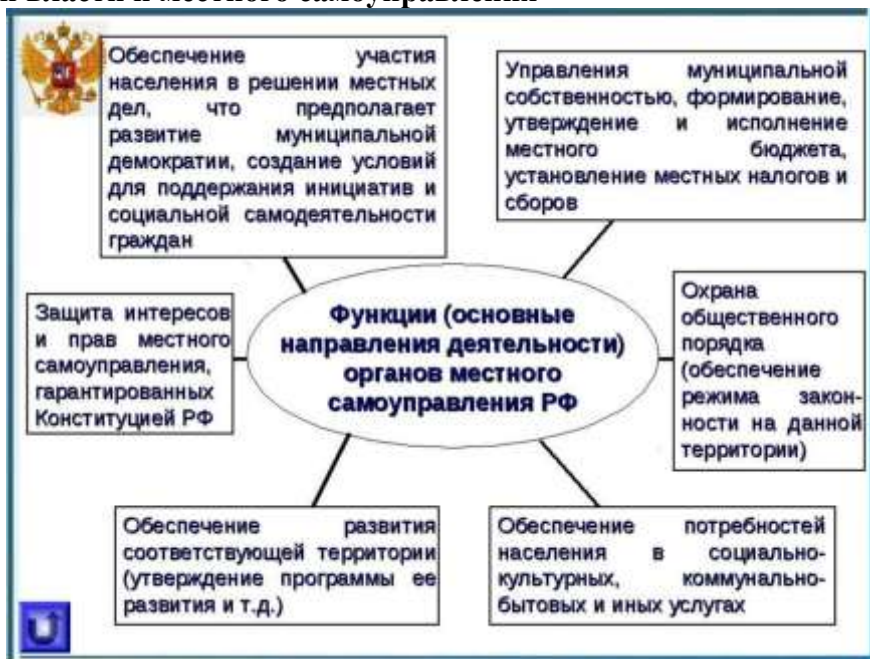 власти и местного самоуправления
Обеспечение участия
населения в решении местных
дел, что предполагает
развитие муниципальной
демократии, создание условий
для поддержания инициатив и
социальной самодеятельности
граждан
Управления муниципальной
собственностью, формирование,
утверждение и исполнение
местного бюджета,
установление местных налогов и
сборов
Защита интересов
и прав местного
самоуправления,
гарантированных
Конституцией РФ
Функции (основные
направления деятельности)
органов местного
самоуправления РФ
Охрана
общественного
порядка
(обеспечение
режима закон-
ности на данной
территории)
Обеспечение развития
соответствующей территории
(утверждение программы ее
развития и т.д.)
Обеспечение потребностей
населения в социально-
культурных, коммунально-
бытовых и иных услугах